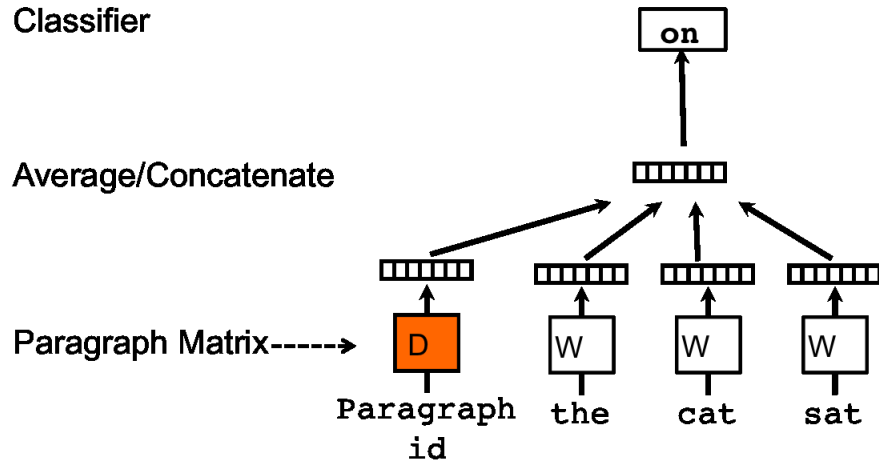 Classifier
on
Average/Concatenate
Paragraph Matrix----->
D
W
W
W
Paragraph
id
the
cat
sat